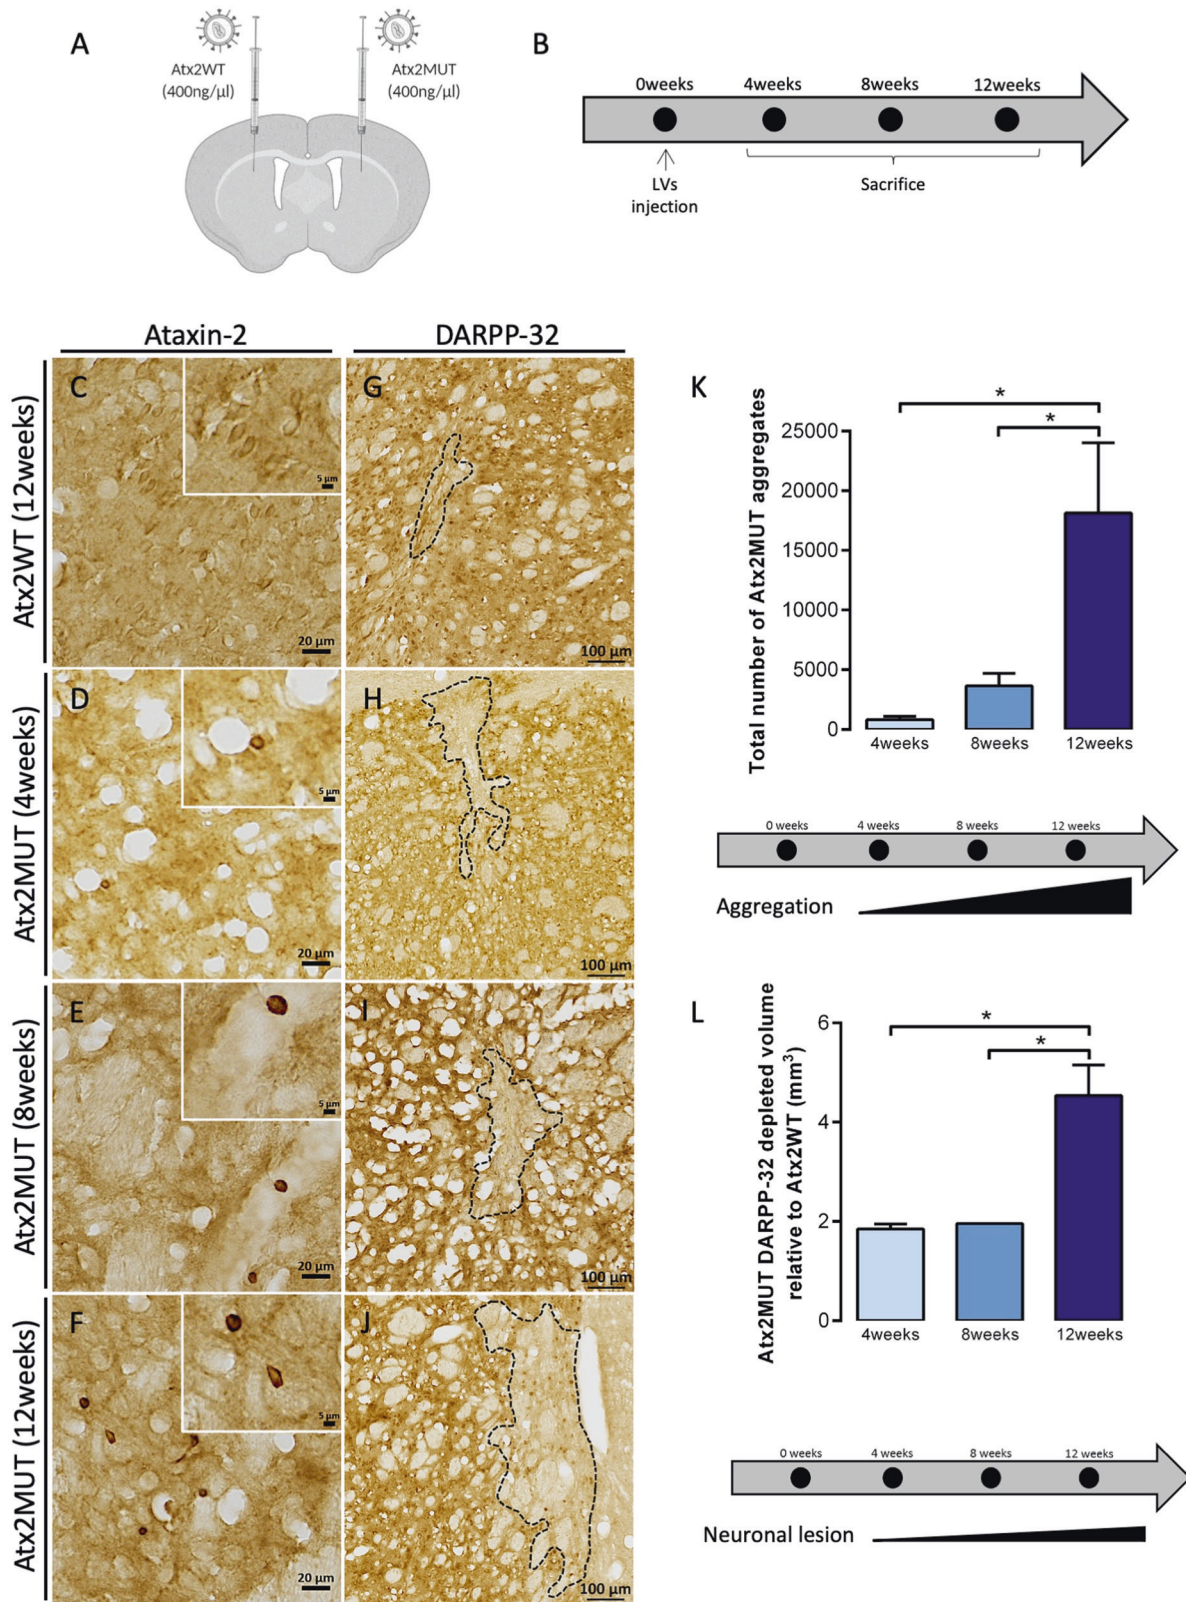 A
Atx2WT
(400ng/µl)
Atx2MUT
(400ng/µl)
B
0weeks
4weeks
8weeks
12weeks
LVs
injection
Sacrifice
Ataxin-2
DARPP-32
Atx2WT (12weeks)
C
5 µm
20 µm
G
100 µm
Atx2MUT (4weeks)
D
5 µm
20 µm
H
100 µm
Atx2MUT (8weeks)
E
5 µm
20 µm
I
100 µm
Atx2MUT (12weeks)
F
5 µm
20 µm
J
100 µm
K
Total number of Atx2MUT aggregates
25000
20000
15000
10000
5000
0
*
*
4weeks
8weeks
12weeks
0 weeks
4 weeks
8 weeks
12 weeks
Aggregation
L
Atx2MUT DARPP-32 depleted volume
relative to Atx2WT (mm³)
6
4
2
0
*
*
4weeks
8weeks
12weeks
0 weeks
4 weeks
8 weeks
12 weeks
Neuronal lesion